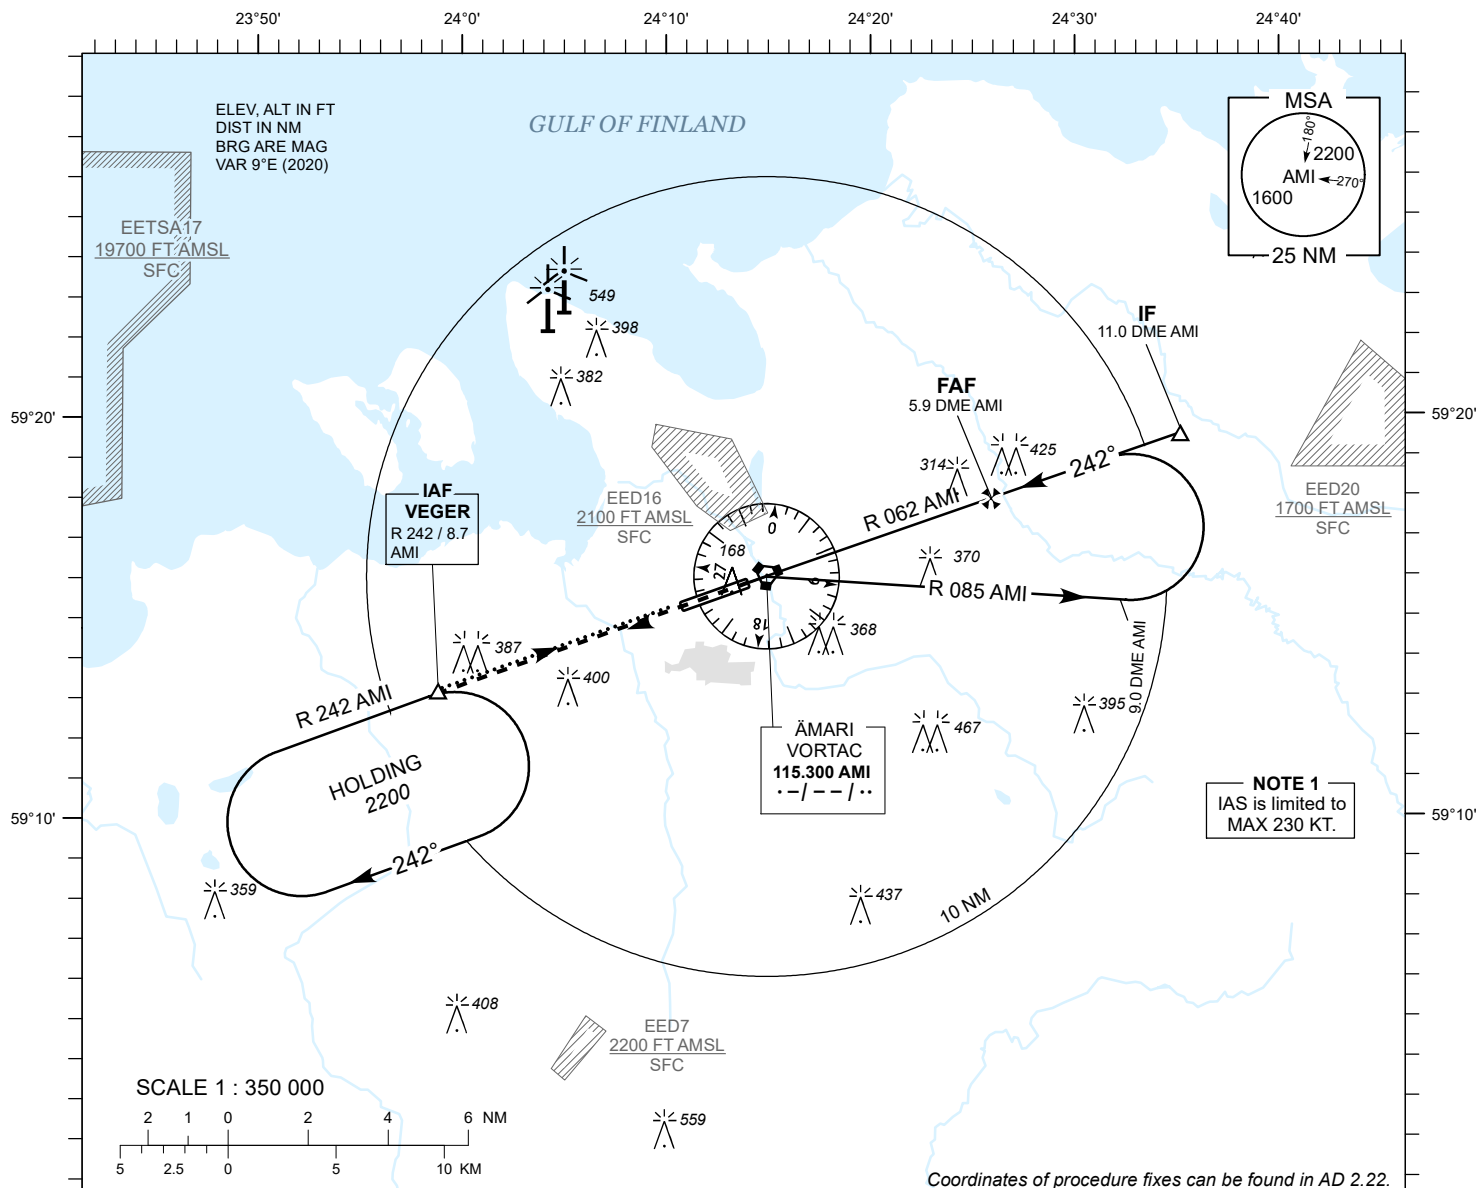 23°50'
24°0'
24°10'
24°20'
24°30'
24°40'
ELEV, ALT IN FT
DIST IN NM
BRG ARE MAG
VAR 9°E (2020)
GULF OF FINLAND
MSA
180°
2200
AMI
270°
1600
25 NM
EETSA17
19700 FT AMSL
SFC
549
398
382
IF
11.0 DME AMI
FAF
5.9 DME AMI
59°20'
59°20'
425
242°
314
R 062 AMI
IAF
VEGER
R 242 / 8.7
AMI
EED16
2100 FT AMSL
SFC
EED20
1700 FT AMSL
SFC
0
168
27
9
18
370
R 085 AMI
368
387
400
9.0 DME AMI
395
R 242 AMI
467
ÄMARI
VORTAC
115.300 AMI
· –/ – – / ··
HOLDING
2200
NOTE 1
IAS is limited to
MAX 230 KT.
59°10'
59°10'
242°
359
437
10 NM
408
EED7
2200 FT AMSL
SFC
559
SCALE 1 : 350 000
2 1 0 2 4 6 NM
5 2.5 0 5 10 KM
Coordinates of procedure fixes can be found in AD 2.22.